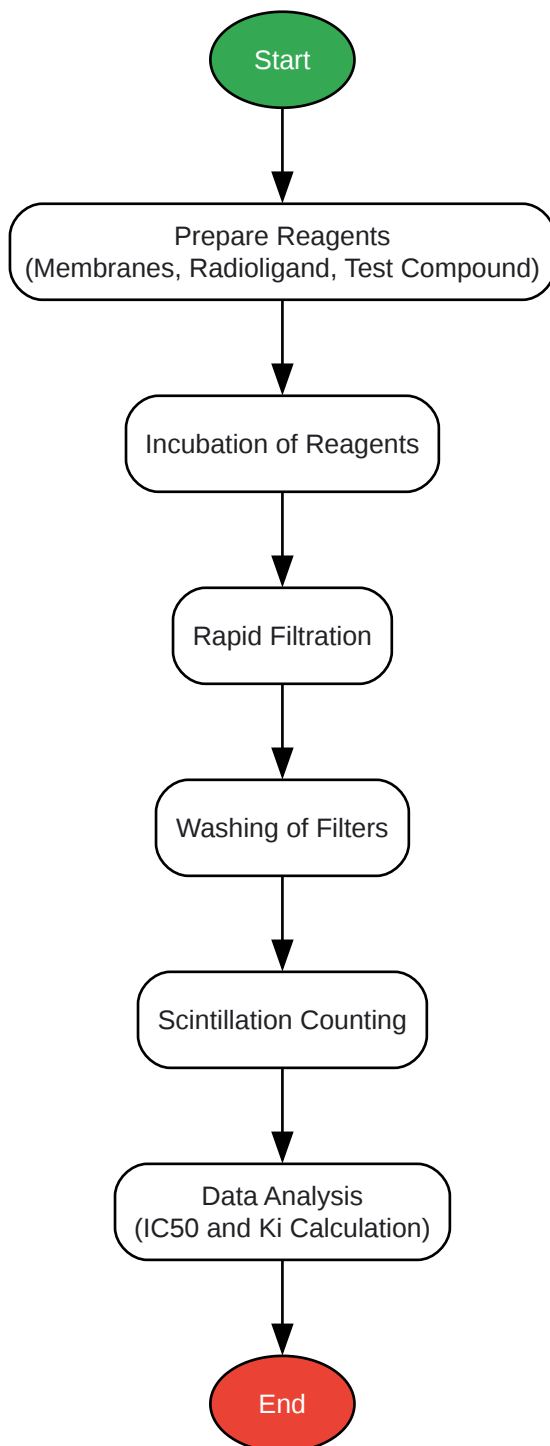 Start
Prepare Reagents
(Membranes, Radioligand, Test Compound)
Incubation of Reagents
Rapid Filtration
Washing of Filters
Scintillation Counting
Data Analysis
(IC50 and Ki Calculation)
End